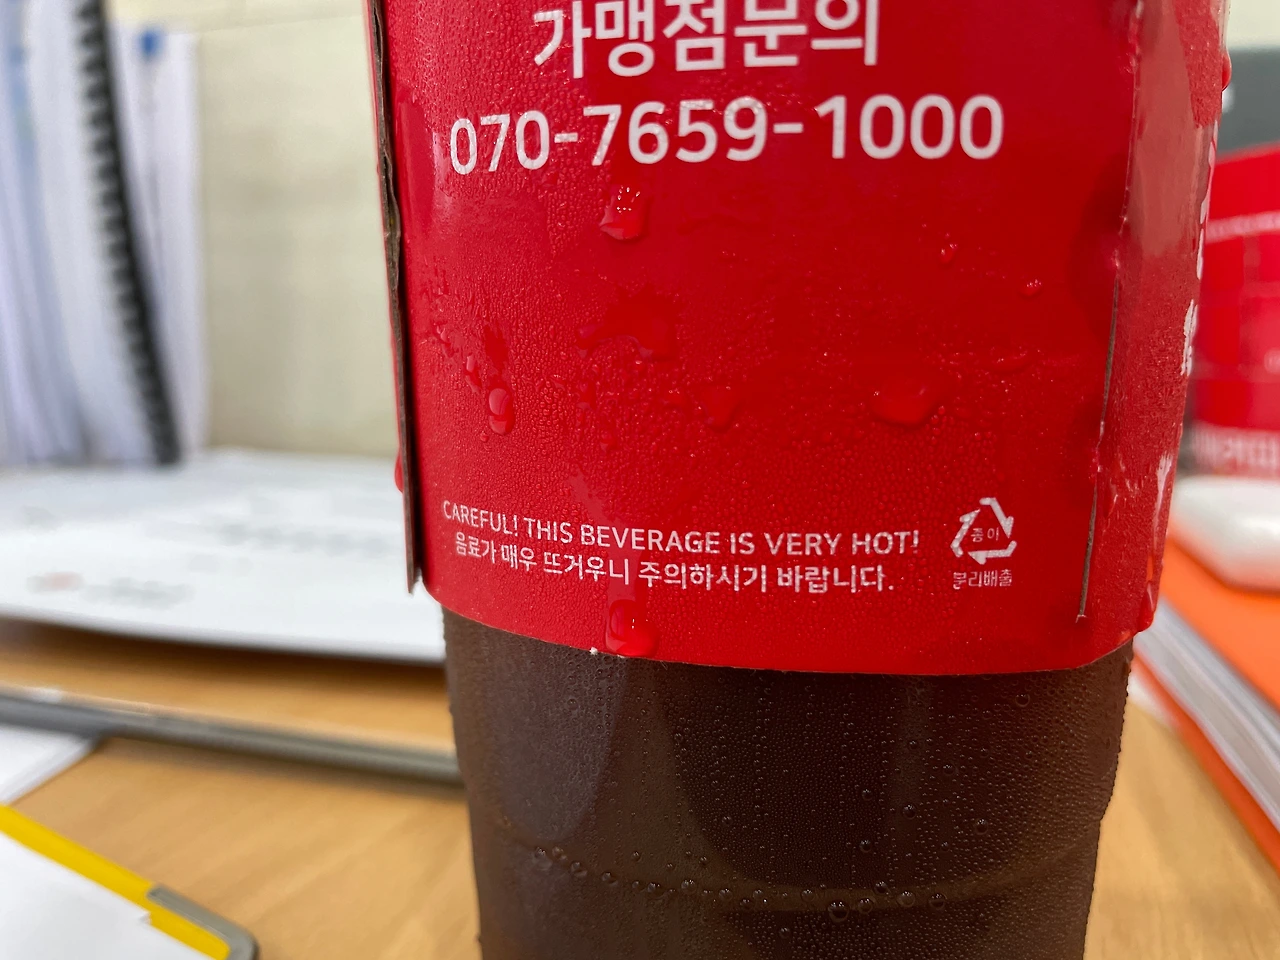 가맹점문의
070-7659-1000
CAREFUL! THIS BEVERAGE IS VERY HOT!
음료가 매우 뜨거우니 주의하시기 바랍니다.
종이
분리배출